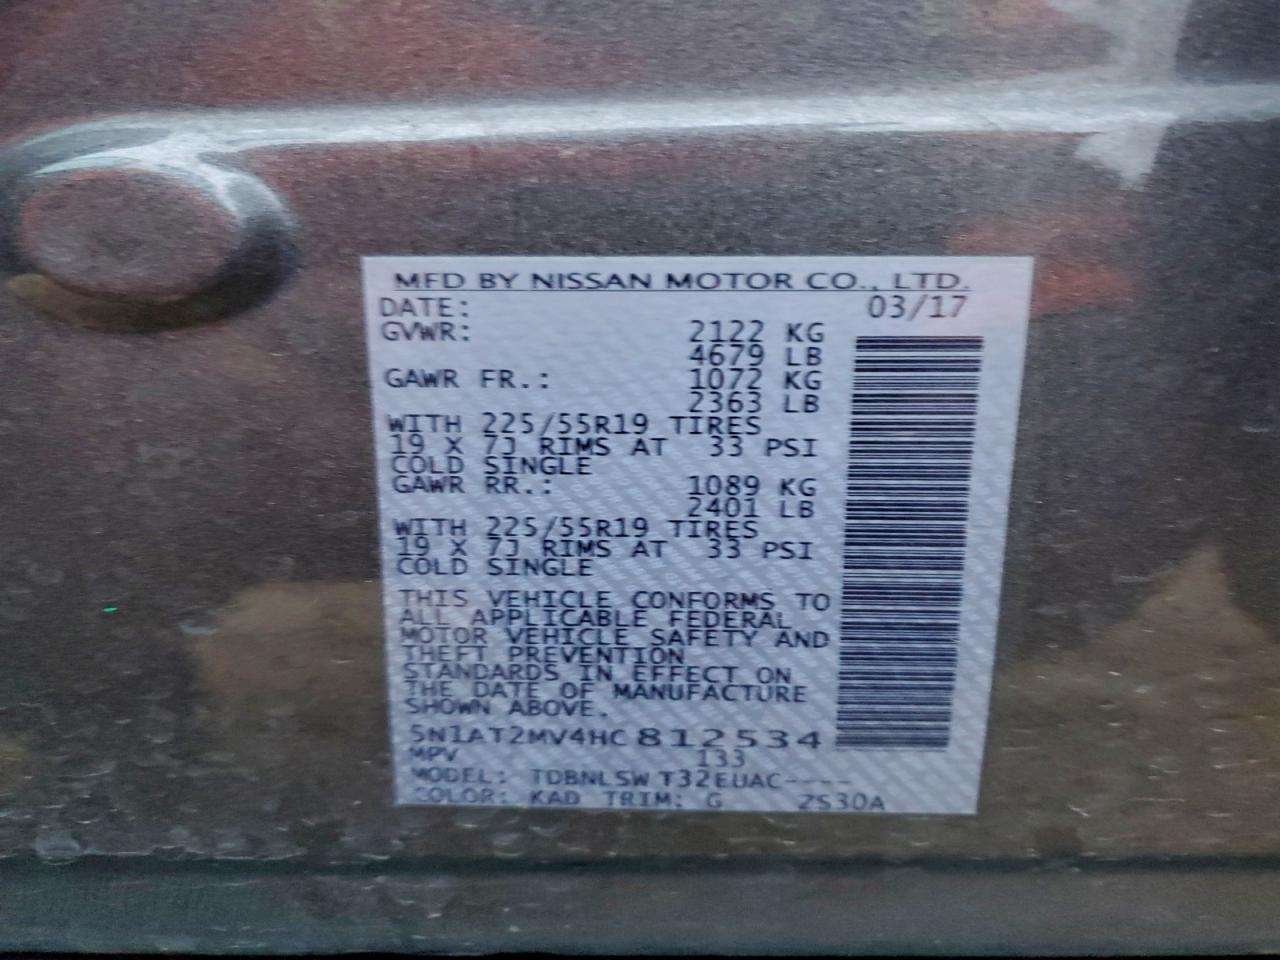 MFD BY NISSAN MOTOR CO., LTD.
DATE: 03/17
GVWR: 2122 KG
4679 LB
GAWR FR.: 1072 KG
2363 LB
WITH 225/55R19 TIRES
19 X 7J RIMS AT 33 PSI
COLD SINGLE
GAWR RR.: 1089 KG
2401 LB
WITH 225/55R19 TIRES
19 X 7J RIMS AT 33 PSI
COLD SINGLE
THIS VEHICLE CONFORMS TO
ALL APPLICABLE FEDERAL
MOTOR VEHICLE SAFETY AND
THEFT PREVENTION
STANDARDS IN EFFECT ON
THE DATE OF MANUFACTURE
SHOWN ABOVE.
5N1AT2MV4HC812534
MPV 133
MODEL: TDBNLSW T32EUAC----
COLOR: KAD TRIM: G 2S30A